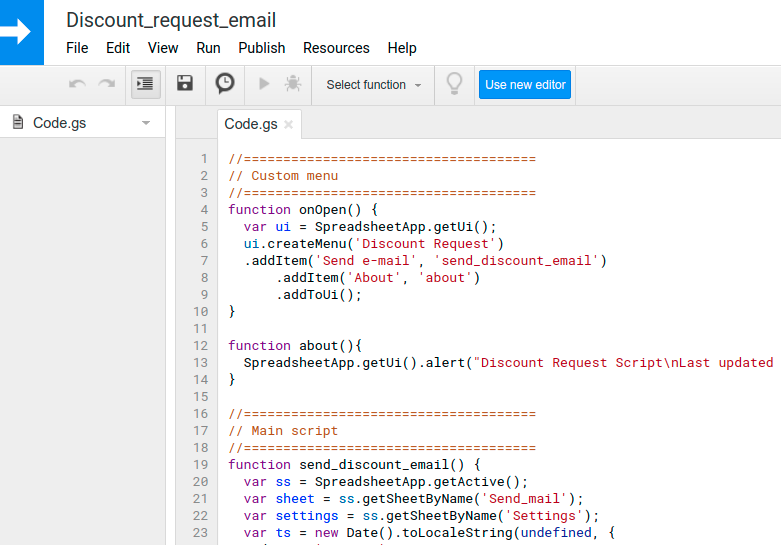 Discount_request_email
File Edit View Run Publish Resources Help
Select function Use new editor
Code.gs
Code.gs ×
1 //=====================================
2 // Custom menu
3 //=====================================
4 function onOpen() {
5   var ui = SpreadsheetApp.getUi();
6   ui.createMenu('Discount Request')
7   .addItem('Send e-mail', 'send_discount_email')
8       .addItem('About', 'about')
9       .addToUi();
10 }
11
12 function about(){
13   SpreadsheetApp.getUi().alert("Discount Request Script\nLast updated
14 }
15
16 //=====================================
17 // Main script
18 //=====================================
19 function send_discount_email() {
20   var ss = SpreadsheetApp.getActive();
21   var sheet = ss.getSheetByName('Send_mail');
22   var settings = ss.getSheetByName('Settings');
23   var ts = new Date().toLocaleString(undefined, {